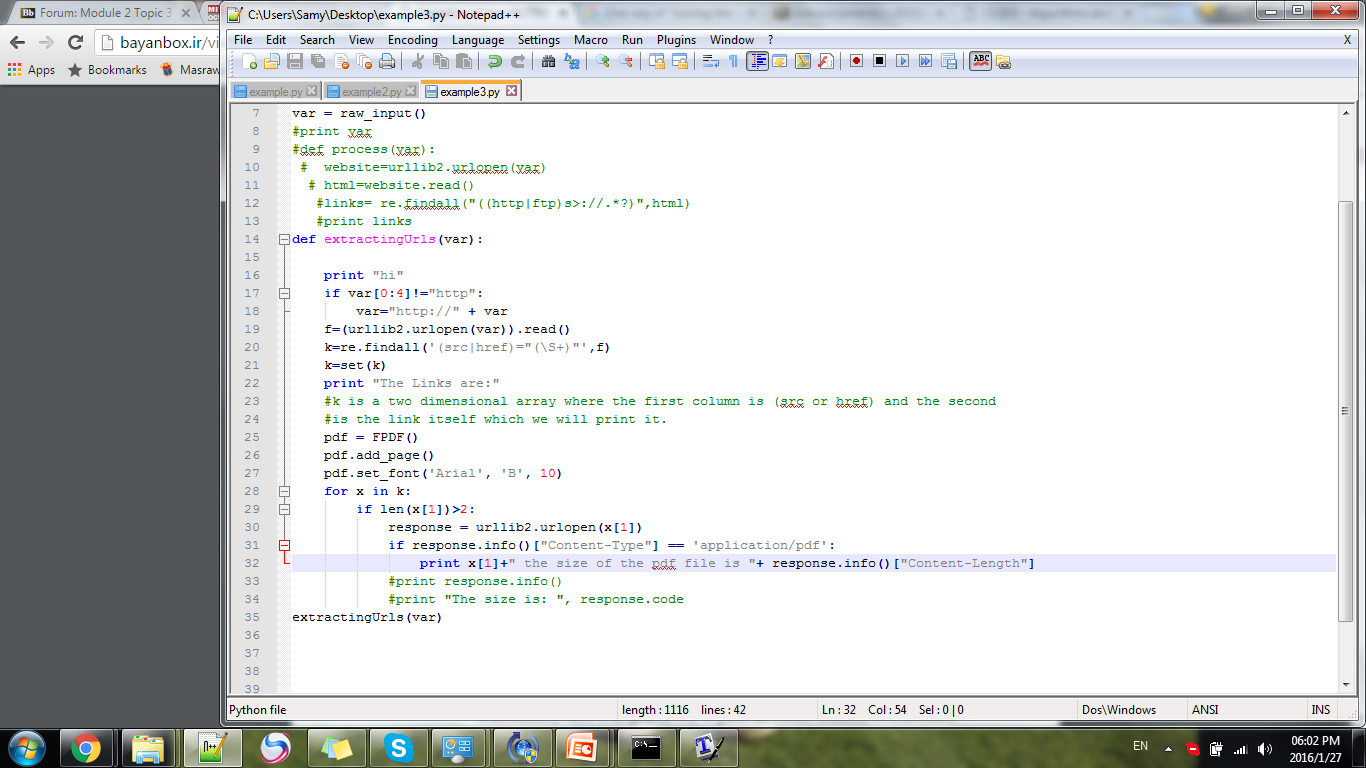 Forum: Module 2 Topic 3
C:\Users\Samy\Desktop\example3.py - Notepad++
bayanbox.ir/vi
File Edit Search View Encoding Language Settings Macro Run Plugins Window ? X
Apps Bookmarks Masraw
example.py example2.py example3.py
7 var = raw_input()
8 #print var
9 #def process(var):
10  #  website=urllib2.urlopen(var)
11   # html=website.read()
12    #links= re.findall("((http|ftp)s>://.*?)",html)
13    #print links
14 def extractingUrls(var):
15
16     print "hi"
17     if var[0:4]!="http":
18         var="http://" + var
19     f=(urllib2.urlopen(var)).read()
20     k=re.findall('(src|href)="(\S+)"',f)
21     k=set(k)
22     print "The Links are:"
23     #k is a two dimensional array where the first column is (src or href) and the second
24     #is the link itself which we will print it.
25     pdf = FPDF()
26     pdf.add_page()
27     pdf.set_font('Arial', 'B', 10)
28     for x in k:
29         if len(x[1])>2:
30             response = urllib2.urlopen(x[1])
31             if response.info()["Content-Type"] == 'application/pdf':
32                 print x[1]+" the size of the pdf file is "+ response.info()["Content-Length"]
33             #print response.info()
34             #print "The size is: ", response.code
35 extractingUrls(var)
36
37
38
39
Python file length : 1116 lines : 42 Ln : 32 Col : 54 Sel : 0 | 0 Dos\Windows ANSI INS
EN 06:02 PM
2016/1/27